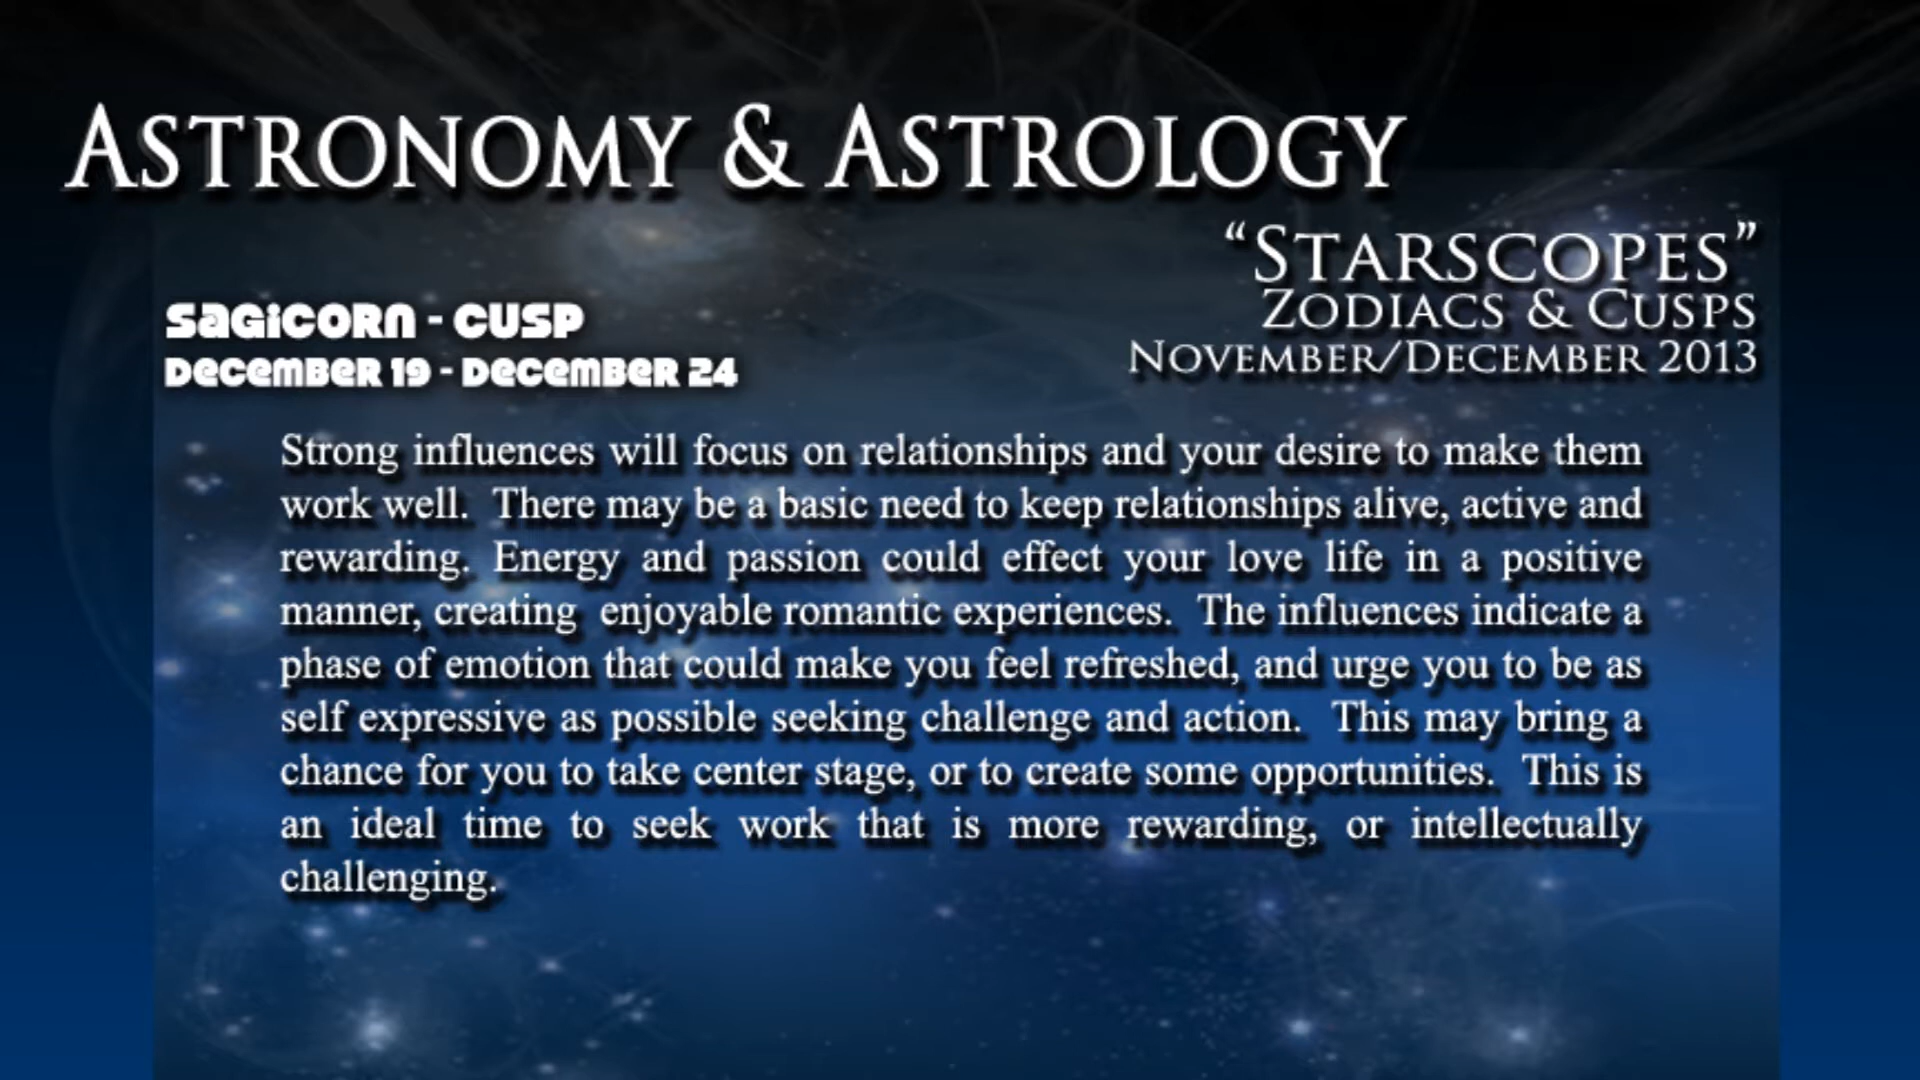 ASTRONOMY & ASTROLOGY
“STARSCOPES”
ZODIACS & CUSPS
NOVEMBER/DECEMBER 2013
SAGICORN - CUSP
DECEMBER 19 - DECEMBER 24
Strong influences will focus on relationships and your desire to make them
work well. There may be a basic need to keep relationships alive, active and
rewarding. Energy and passion could effect your love life in a positive
manner, creating enjoyable romantic experiences. The influences indicate a
phase of emotion that could make you feel refreshed, and urge you to be as
self expressive as possible seeking challenge and action. This may bring a
chance for you to take center stage, or to create some opportunities. This is
an ideal time to seek work that is more rewarding, or intellectually
challenging.